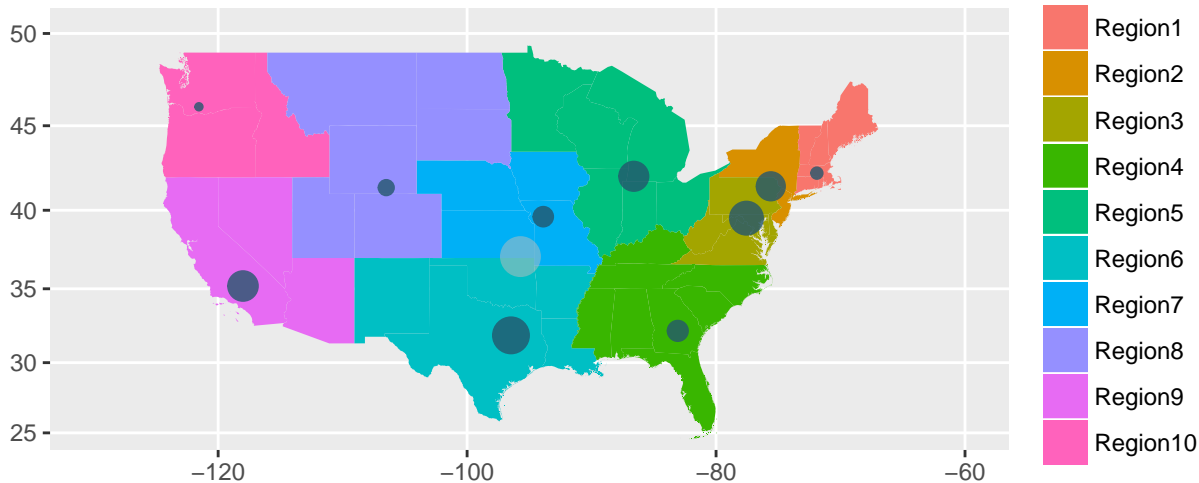 50
45
40
35
30
25
−120
−100
−80
−60
Region1
Region2
Region3
Region4
Region5
Region6
Region7
Region8
Region9
Region10